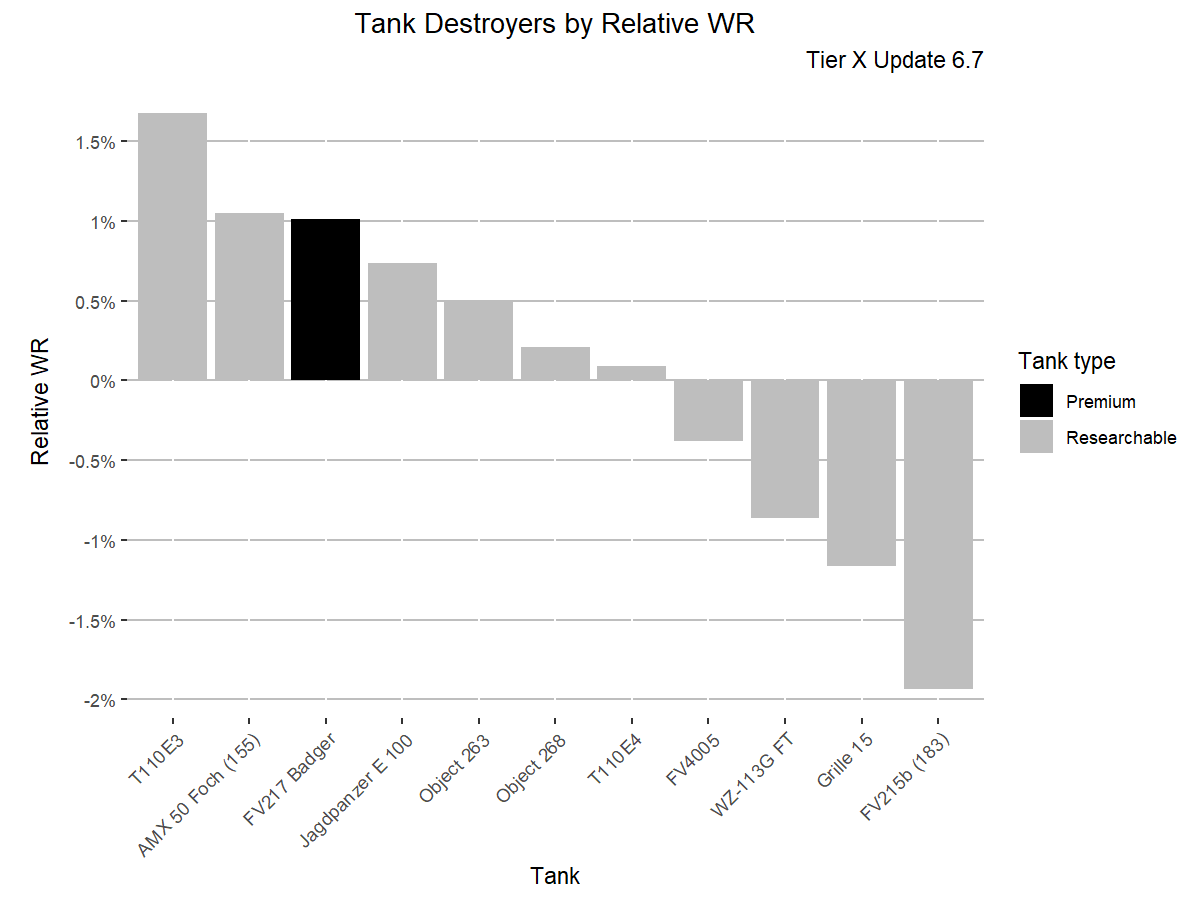 Tank Destroyers by Relative WR
Tier X Update 6.7
Relative WR
1.5%
1%
0.5%
0%
-0.5%
-1%
-1.5%
-2%
T110E3
AMX 50 Foch (155)
FV217 Badger
Jagdpanzer E 100
Object 263
Object 268
T110E4
FV4005
WZ-113G FT
Grille 15
FV215b (183)
Tank
Tank type
Premium
Researchable